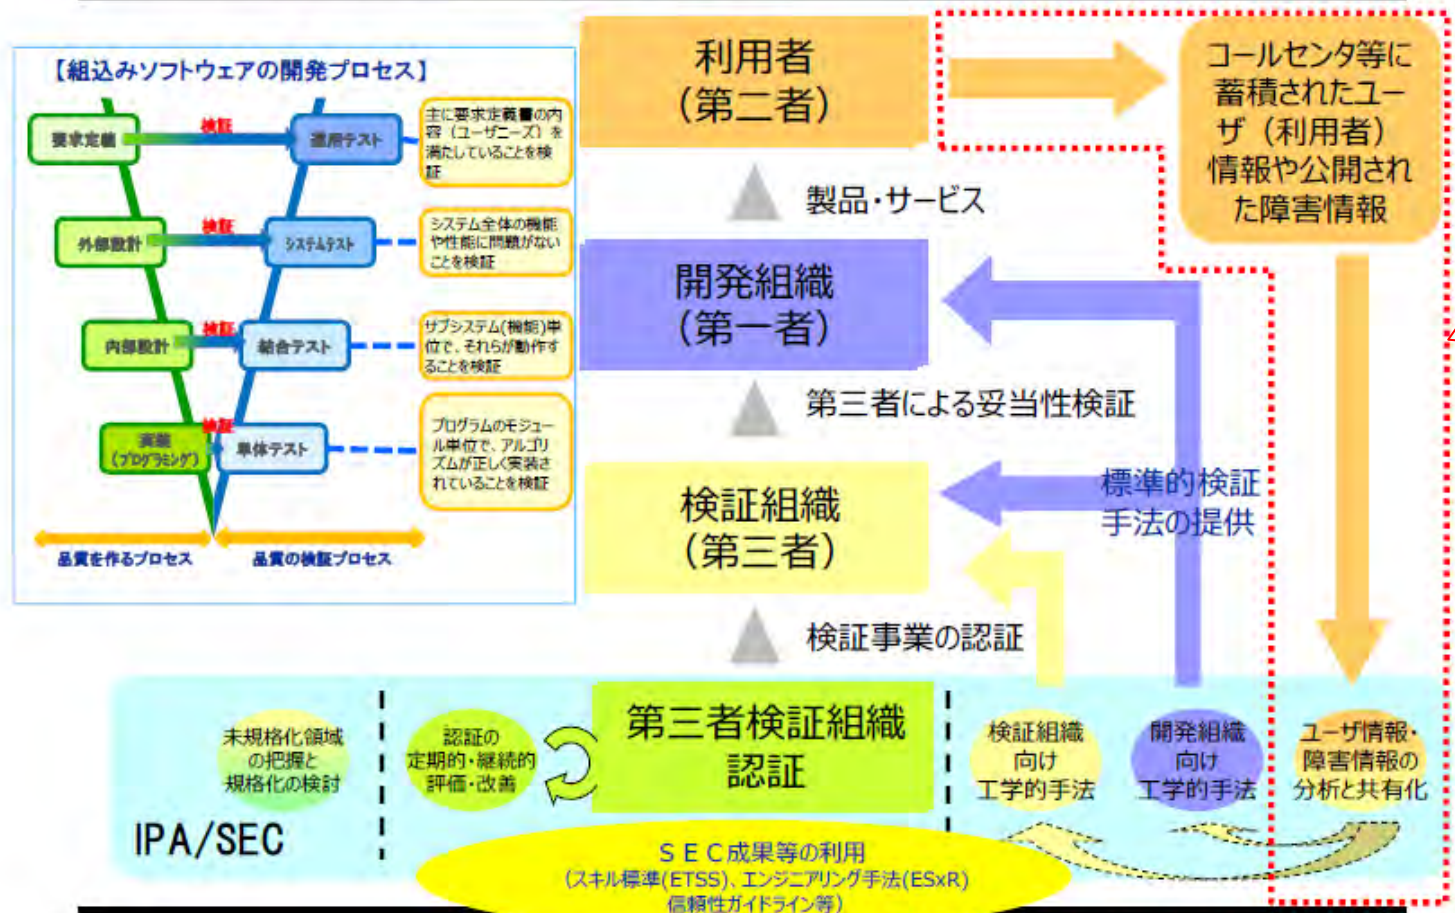 【組込みソフトウェアの開発プロセス】
要求定義
検証
運用テスト
主に要求定義書の内
容（ユーザニーズ）を
満たしていることを検
証
外部設計
検証
システムテスト
システム全体の機能
や性能に問題がない
ことを検証
内部設計
検証
結合テスト
サブシステム(機能)単
位で、それらが動作す
ることを検証
実装
(プログラミング)
検証
単体テスト
プログラムのモジュー
ル単位で、アルゴリ
ズムが正しく実装さ
れていることを検証
品質を作るプロセス
品質の検証プロセス
利用者
（第二者）
製品・サービス
開発組織
（第一者）
第三者による妥当性検証
検証組織
（第三者）
検証事業の認証
標準的検証
手法の提供
コールセンタ等に
蓄積されたユー
ザ（利用者）
情報や公開され
た障害情報
4
未規格化領域
の把握と
規格化の検討
認証の
定期的・継続的
評価・改善
第三者検証組織
認証
検証組織
向け
工学的手法
開発組織
向け
工学的手法
ユーザ情報・
障害情報の
分析と共有化
IPA/SEC
ＳＥＣ成果等の利用
（スキル標準(ETSS)、エンジニアリング手法(ESxR)
信頼性ガイドライン等）